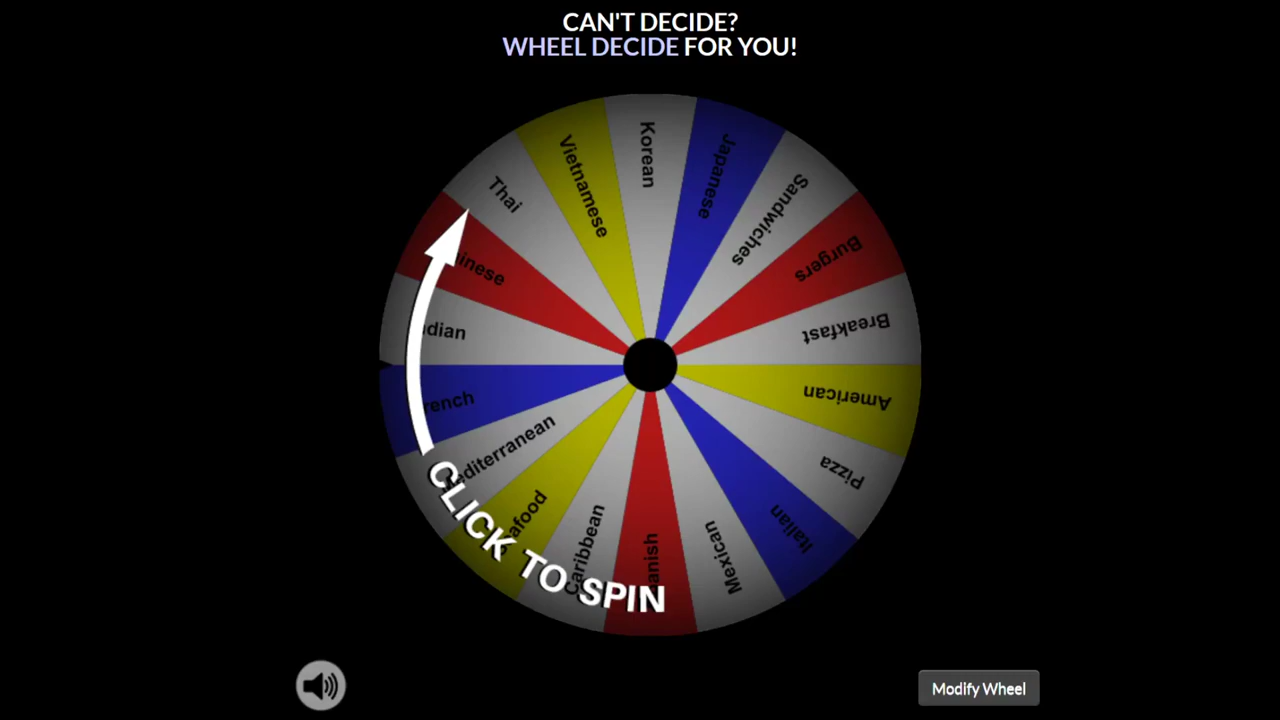 CAN'T DECIDE?
WHEEL DECIDE FOR YOU!
Korean
Japanese
Sandwiches
Burgers
Breakfast
American
Pizza
Italian
Mexican
Caribbean
Vietnamese
Thai
CLICK TO SPIN
Modify Wheel